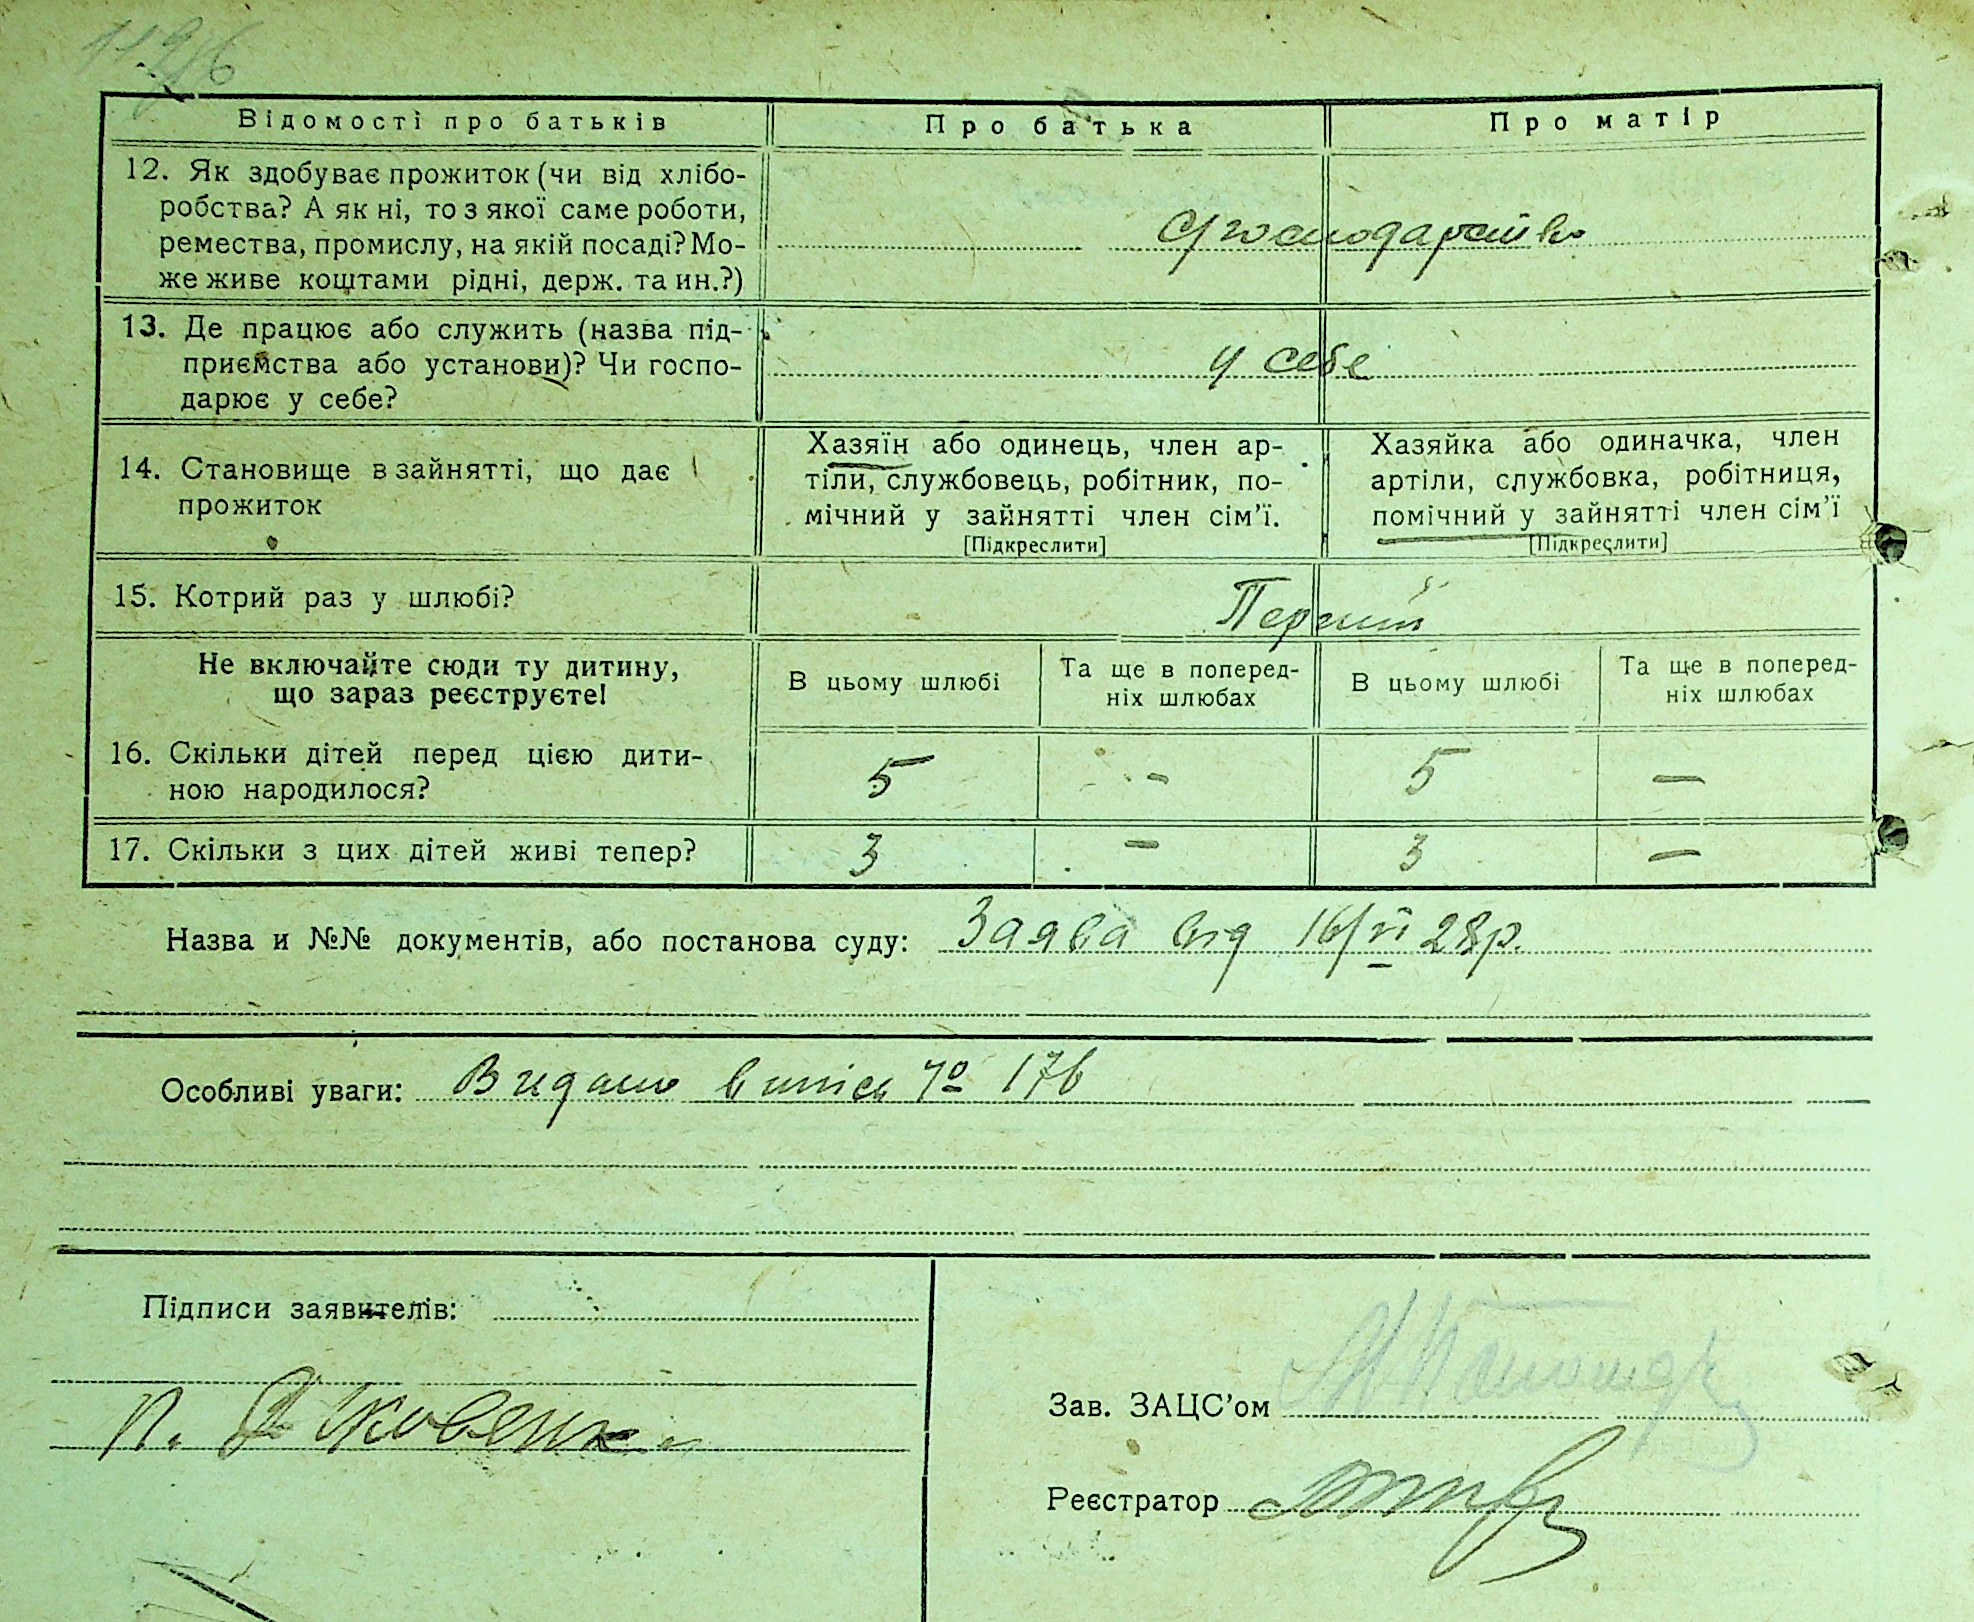 Відомості про батьків
Про батька
Про матір
12. Як здобуває прожиток (чи від хлібо-
робства? А як ні, то з якої саме роботи,
ремества, промислу, на якій посаді? Мо-
же живе коштами рідні, держ. та ин.?)
С/господарство
13. Де працює або служить (назва під-
приємства або установи)? Чи госпо-
дарює у себе?
у себе
14. Становище в зайнятті, що дає
прожиток
Хазяїн або одинець, член ар-
тіли, службовець, робітник, по-
мічний у зайнятті член сім'ї.
[Підкреслити]
Хазяйка або одиначка, член
артіли, службовка, робітниця,
помічний у зайнятті член сім'ї
[Підкреслити]
15. Котрий раз у шлюбі?
Перший
Не включайте сюди ту дитину,
що зараз реєструєте!
В цьому шлюбі
Та ще в поперед-
ніх шлюбах
В цьому шлюбі
Та ще в поперед-
ніх шлюбах
16. Скільки дітей перед цією дити-
ною народилося?
5 - 5 -
17. Скільки з цих дітей живі тепер?
3 - 3 -
Назва и №№ документів, або постанова суду: Заява від 16/VI 28р.
Особливі уваги: Видано випісь № 176
Підписи заявителів:
П. Яковенко
Зав. ЗАЦС'ом
Реєстратор